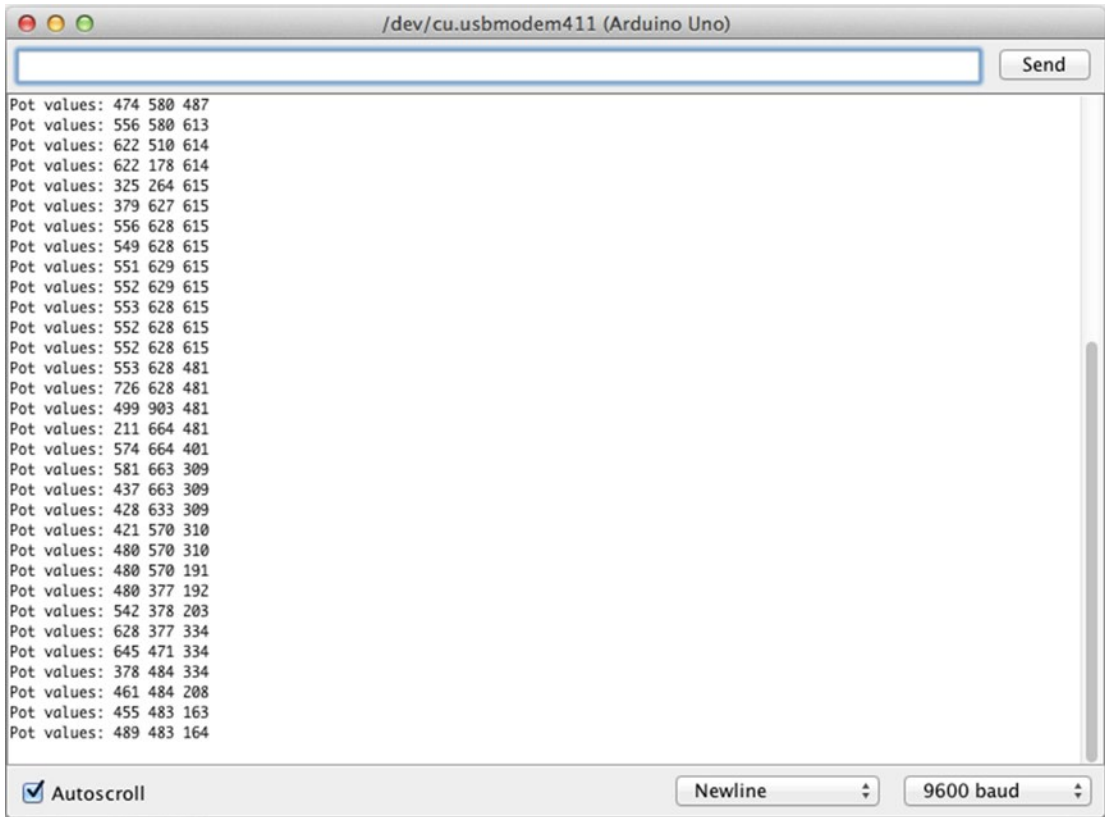 /dev/cu.usbmodem411 (Arduino Uno)
Send
Pot values: 474 580 487
Pot values: 556 580 613
Pot values: 622 510 614
Pot values: 622 178 614
Pot values: 325 264 615
Pot values: 379 627 615
Pot values: 556 628 615
Pot values: 549 628 615
Pot values: 551 629 615
Pot values: 552 629 615
Pot values: 553 628 615
Pot values: 552 628 615
Pot values: 552 628 615
Pot values: 553 628 481
Pot values: 726 628 481
Pot values: 499 903 481
Pot values: 211 664 481
Pot values: 574 664 401
Pot values: 581 663 309
Pot values: 437 663 309
Pot values: 428 633 309
Pot values: 421 570 310
Pot values: 480 570 310
Pot values: 480 570 191
Pot values: 480 377 192
Pot values: 542 378 203
Pot values: 628 377 334
Pot values: 645 471 334
Pot values: 378 484 334
Pot values: 461 484 208
Pot values: 455 483 163
Pot values: 489 483 164
Autoscroll Newline 9600 baud